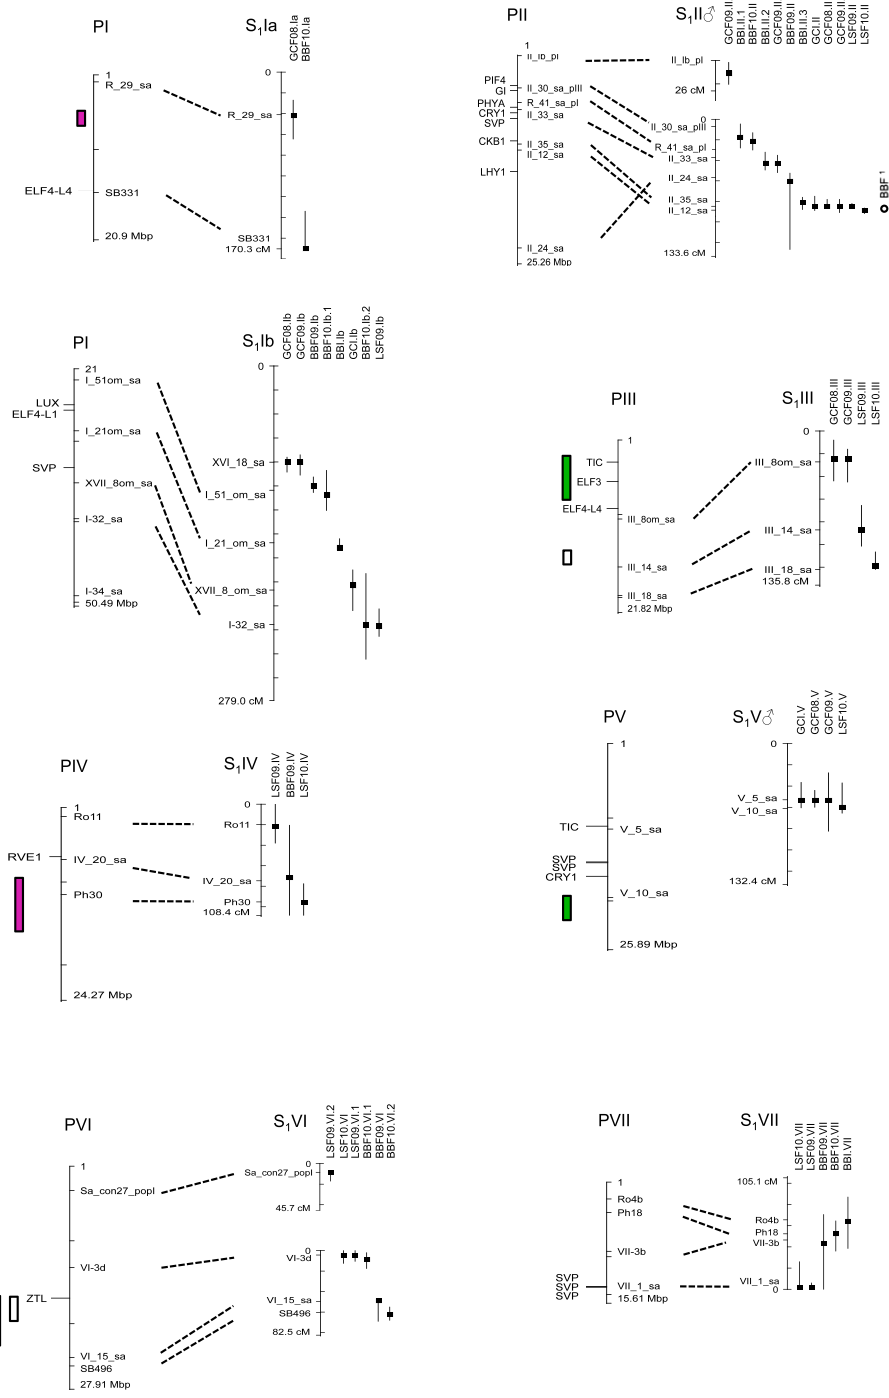 PI
1
R_29_sa
ELF4-L4
SB331
20.9 Mbp
S1Ia
GCF08.Ia
BBF10.Ia
0
R_29_sa
SB331
170.3 cM
PII
1
II_Ib_pI
PIF4
GI
II_30_sa_pIII
PHYA
R_41_sa_pI
CRY1
II_33_sa
SVP
CKB1
II_35_sa
II_12_sa
LHY1
II_24_sa
25.26 Mbp
S1II♂
GCF09.II
BBI.II.1
BBF10.II
BBI.II.2
GCF09.II
BBF09.II
BBI.II.3
GCI.II
GCF08.II
GCF09.II
LSF09.II
LSF10.II
II_Ib_pI
26 cM
0
II_30_sa_pIII
R_41_sa_pI
II_33_sa
II_24_sa
II_35_sa
II_12_sa
133.6 cM
BBF 1
PI
21
I_51om_sa
LUX
ELF4-L1
I_21om_sa
SVP
XVII_8om_sa
I-32_sa
I-34_sa
50.49 Mbp
S1Ib
GCF08.Ib
GCF09.Ib
BBF09.Ib
BBF10.Ib.1
BBI.Ib
GCI.Ib
BBF10.Ib.2
LSF09.Ib
0
XVI_18_sa
I_51_om_sa
I_21_om_sa
XVII_8_om_sa
I-32_sa
279.0 cM
PIII
1
TIC
ELF3
ELF4-L4
III_8om_sa
III_14_sa
III_18_sa
21.82 Mbp
S1III
GCF08.III
GCF09.III
LSF09.III
LSF10.III
0
III_8om_sa
III_14_sa
III_18_sa
135.8 cM
PIV
1
Ro11
RVE1
IV_20_sa
Ph30
24.27 Mbp
S1IV
LSF09.IV
BBF09.IV
LSF10.IV
0
Ro11
IV_20_sa
Ph30
108.4 cM
PV
1
TIC
V_5_sa
SVP
SVP
CRY1
V_10_sa
25.89 Mbp
S1V♂
GCI.V
GCF08.V
GCF09.V
LSF10.V
0
V_5_sa
V_10_sa
132.4 cM
PVI
1
Sa_con27_popI
VI-3d
ZTL
VI_15_sa
SB496
27.91 Mbp
S1VI
LSF09.VI.2
LSF10.VI
LSF09.VI.1
BBF10.VI.1
BBF09.VI
BBF10.VI.2
0
Sa_con27_popI
45.7 cM
0
VI-3d
VI_15_sa
SB496
82.5 cM
PVII
1
Ro4b
Ph18
VII-3b
SVP
SVP
SVP
VII_1_sa
15.61 Mbp
S1VII
LSF10.VII
LSF09.VII
BBF09.VII
BBF10.VII
BBI.VII
105.1 cM
Ro4b
Ph18
VII-3b
VII_1_sa
0